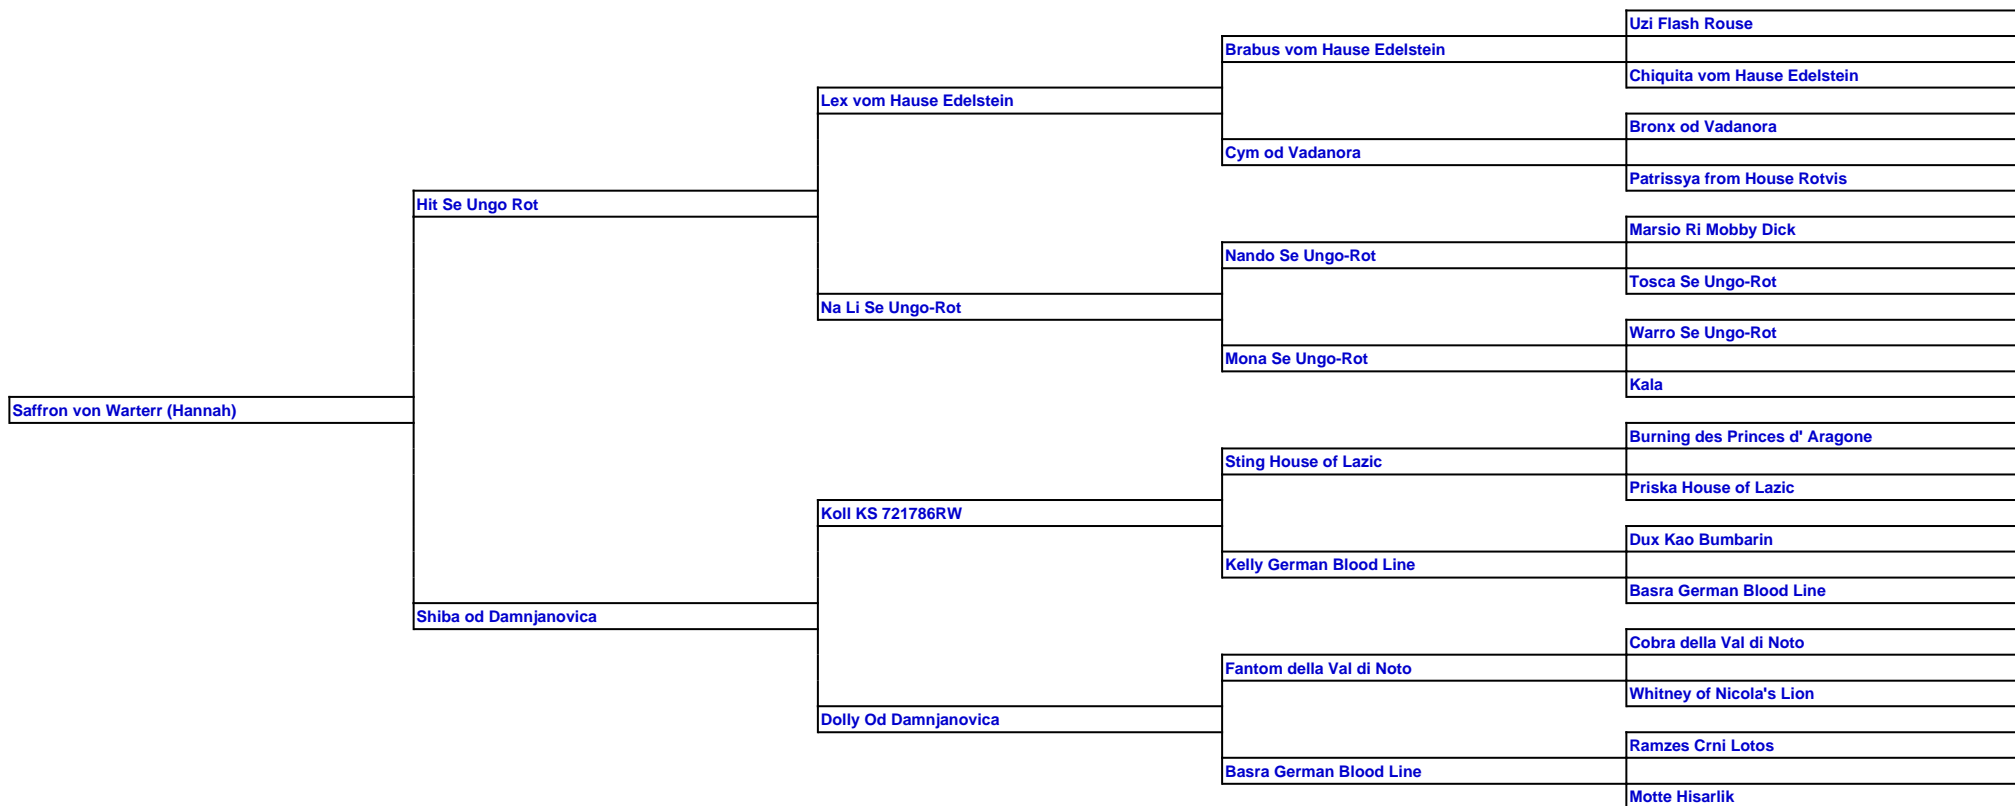 Uzi Flash Rouse
Brabus vom Hause Edelstein
Chiquita vom Hause Edelstein
Lex vom Hause Edelstein
Bronx od Vadanora
Cym od Vadanora
Patrissya from House Rotvis
Hit Se Ungo Rot
Marsio Ri Mobby Dick
Nando Se Ungo-Rot
Tosca Se Ungo-Rot
Na Li Se Ungo-Rot
Warro Se Ungo-Rot
Mona Se Ungo-Rot
Kala
Saffron von Warterr (Hannah)
Burning des Princes d' Aragone
Sting House of Lazic
Priska House of Lazic
Koll KS 721786RW
Dux Kao Bumbarin
Kelly German Blood Line
Basra German Blood Line
Shiba od Damnjanovica
Cobra della Val di Noto
Fantom della Val di Noto
Whitney of Nicola's Lion
Dolly Od Damnjanovica
Ramzes Crni Lotos
Basra German Blood Line
Motte Hisarlik